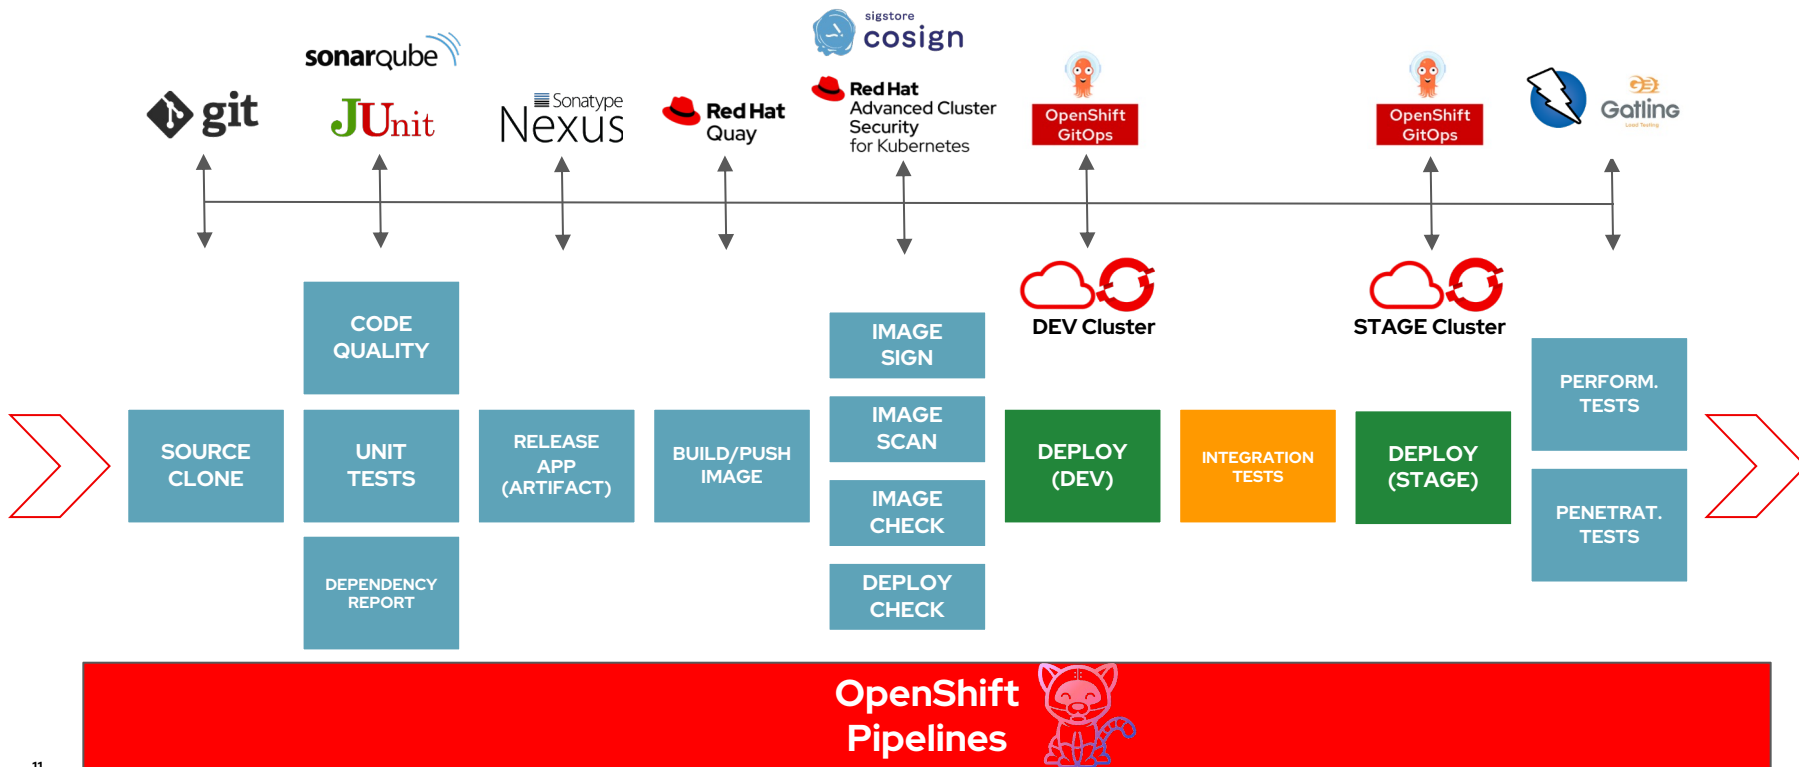 git
sonarqube
JUnit
Sonatype
Nexus
Red Hat
Quay
sigstore
cosign
Red Hat
Advanced Cluster
Security
for Kubernetes
OpenShift
GitOps
OpenShift
GitOps
Gatling
Load Testing
DEV Cluster
STAGE Cluster
SOURCE
CLONE
CODE
QUALITY
UNIT
TESTS
DEPENDENCY
REPORT
RELEASE
APP
(ARTIFACT)
BUILD/PUSH
IMAGE
IMAGE
SIGN
IMAGE
SCAN
IMAGE
CHECK
DEPLOY
CHECK
DEPLOY
(DEV)
INTEGRATION
TESTS
DEPLOY
(STAGE)
PERFORM.
TESTS
PENETRAT.
TESTS
OpenShift
Pipelines
11